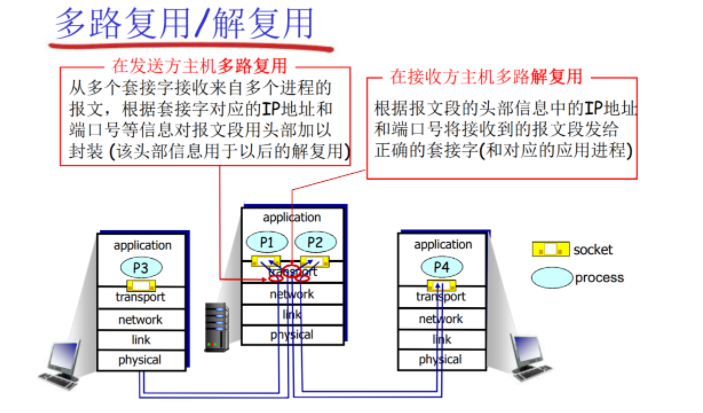 多路复用/解复用
在发送方主机多路复用
从多个套接字接收来自多个进程的
报文，根据套接字对应的IP地址和
端口号等信息对报文段用头部加以
封装 (该头部信息用于以后的解复用)
在接收方主机多路解复用
根据报文段的头部信息中的IP地址
和端口号将接收到的报文段发给
正确的套接字(和对应的应用进程)
application
P3
transport
network
link
physical
application
P1
P2
transport
network
link
physical
application
P4
transport
network
link
physical
socket
process